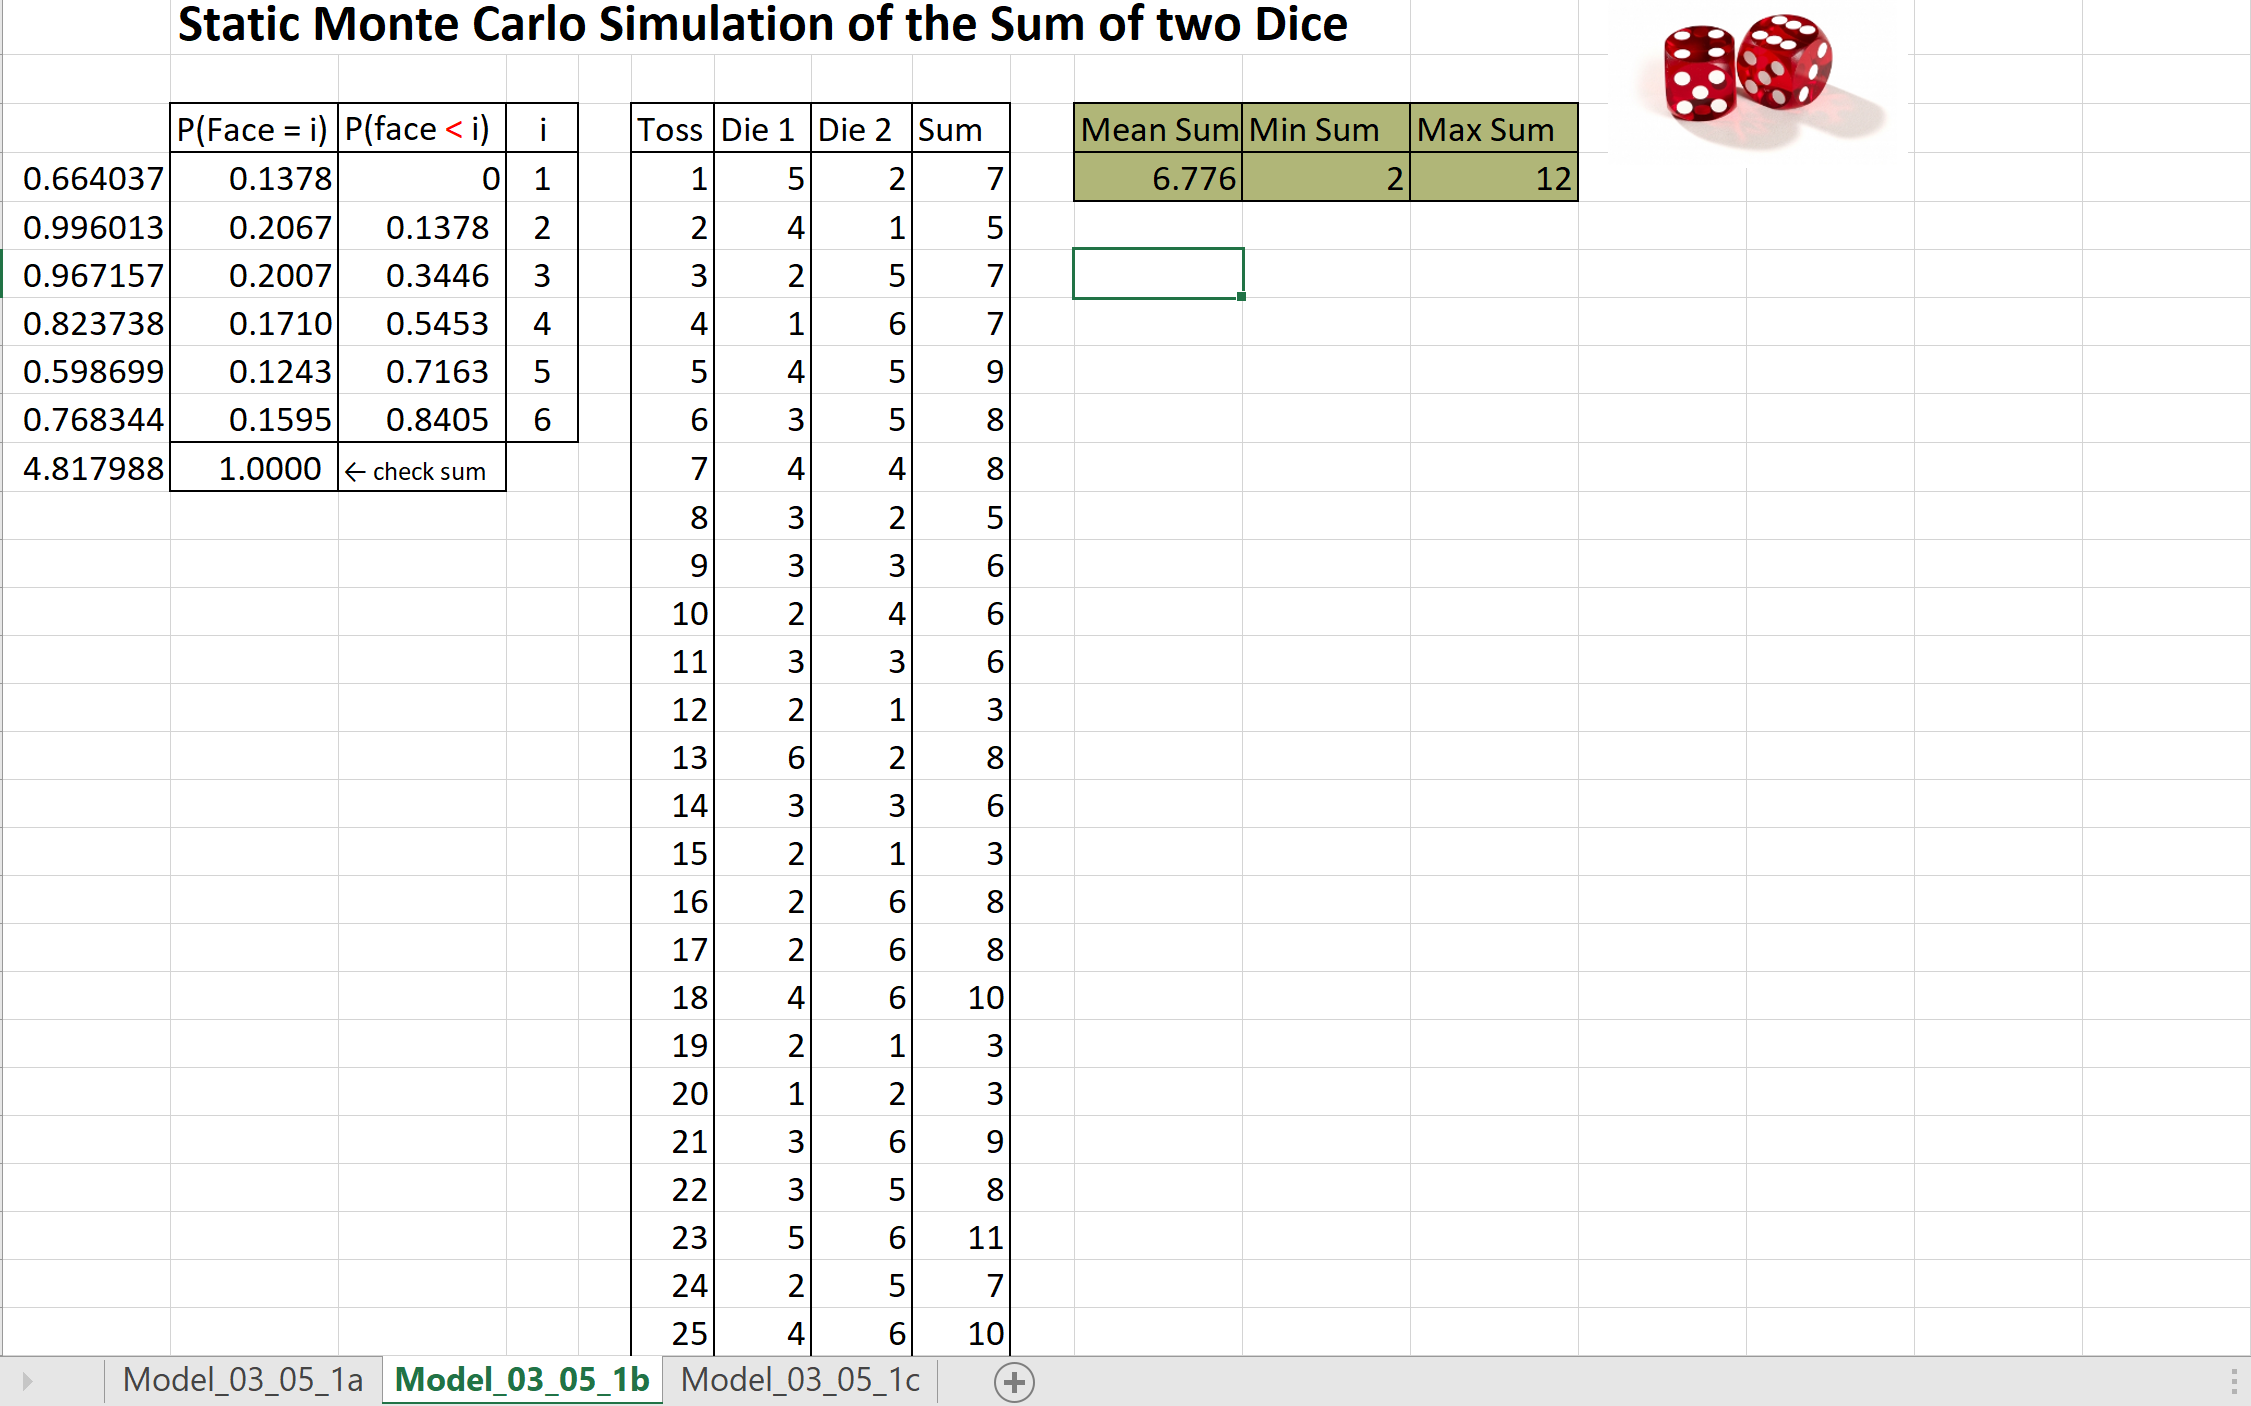 Static Monte Carlo Simulation of the Sum of two Dice
P(Face = i) P(face < i) i Toss Die 1 Die 2 Sum Mean Sum Min Sum Max Sum
0.664037 0.1378 0 1 1 5 2 7 6.776 2 12
0.996013 0.2067 0.1378 2 2 4 1 5
0.967157 0.2007 0.3446 3 3 2 5 7
0.823738 0.1710 0.5453 4 4 1 6 7
0.598699 0.1243 0.7163 5 5 4 5 9
0.768344 0.1595 0.8405 6 6 3 5 8
4.817988 1.0000 ← check sum 7 4 4 8
8 3 2 5
9 3 3 6
10 2 4 6
11 3 3 6
12 2 1 3
13 6 2 8
14 3 3 6
15 2 1 3
16 2 6 8
17 2 6 8
18 4 6 10
19 2 1 3
20 1 2 3
21 3 6 9
22 3 5 8
23 5 6 11
24 2 5 7
25 4 6 10
Model_03_05_1a Model_03_05_1b Model_03_05_1c